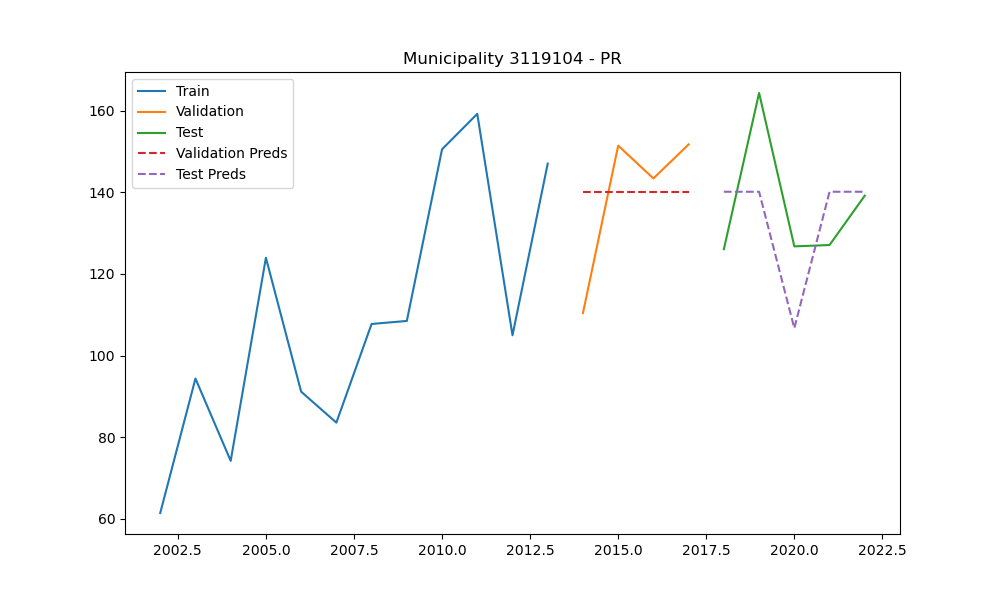 Municipality 3119104 - PR
Train
Validation
Test
Validation Preds
Test Preds
160
140
120
100
80
60
2002.5 2005.0 2007.5 2010.0 2012.5 2015.0 2017.5 2020.0 2022.5